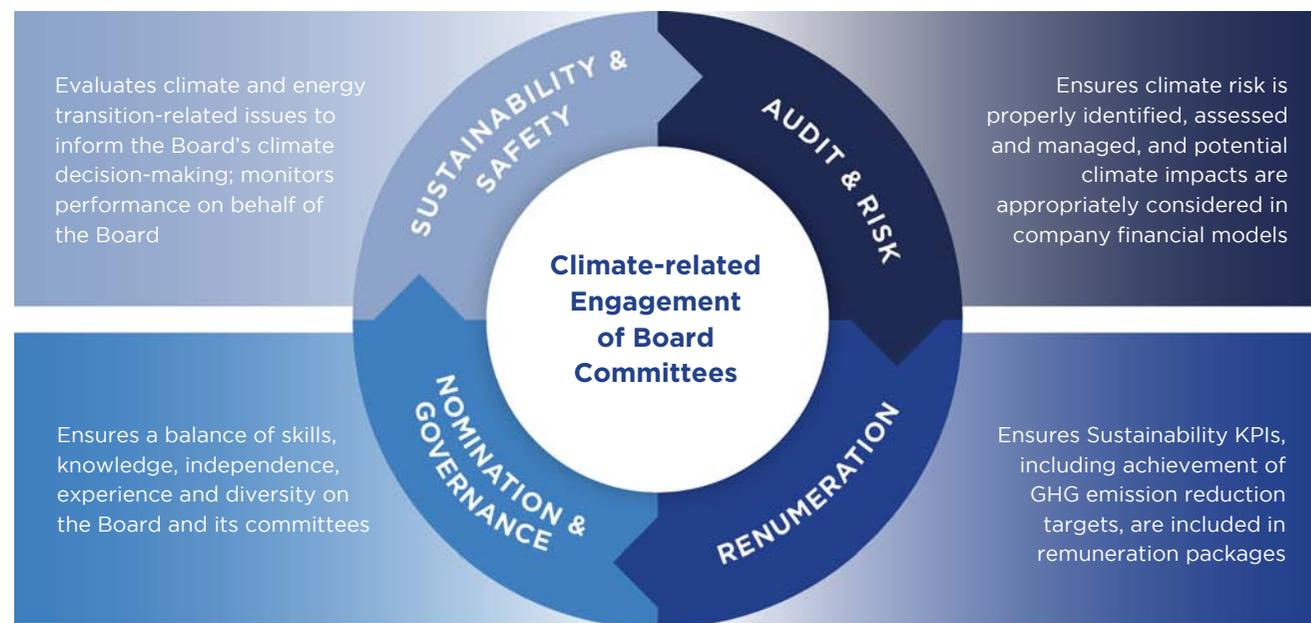 Evaluates climate and energy
transition-related issues to
inform the Board’s climate
decision-making; monitors
performance on behalf of
the Board
SUSTAINABILITY &
SAFETY
AUDIT & RISK
Ensures climate risk is
properly identified, assessed
and managed, and potential
climate impacts are
appropriately considered in
company financial models
Climate-related
Engagement
of Board
Committees
Ensures a balance of skills,
knowledge, independence,
experience and diversity on
the Board and its committees
NOMINATION &
GOVERNANCE
RENUMERATION
Ensures Sustainability KPIs,
including achievement of
GHG emission reduction
targets, are included in
remuneration packages